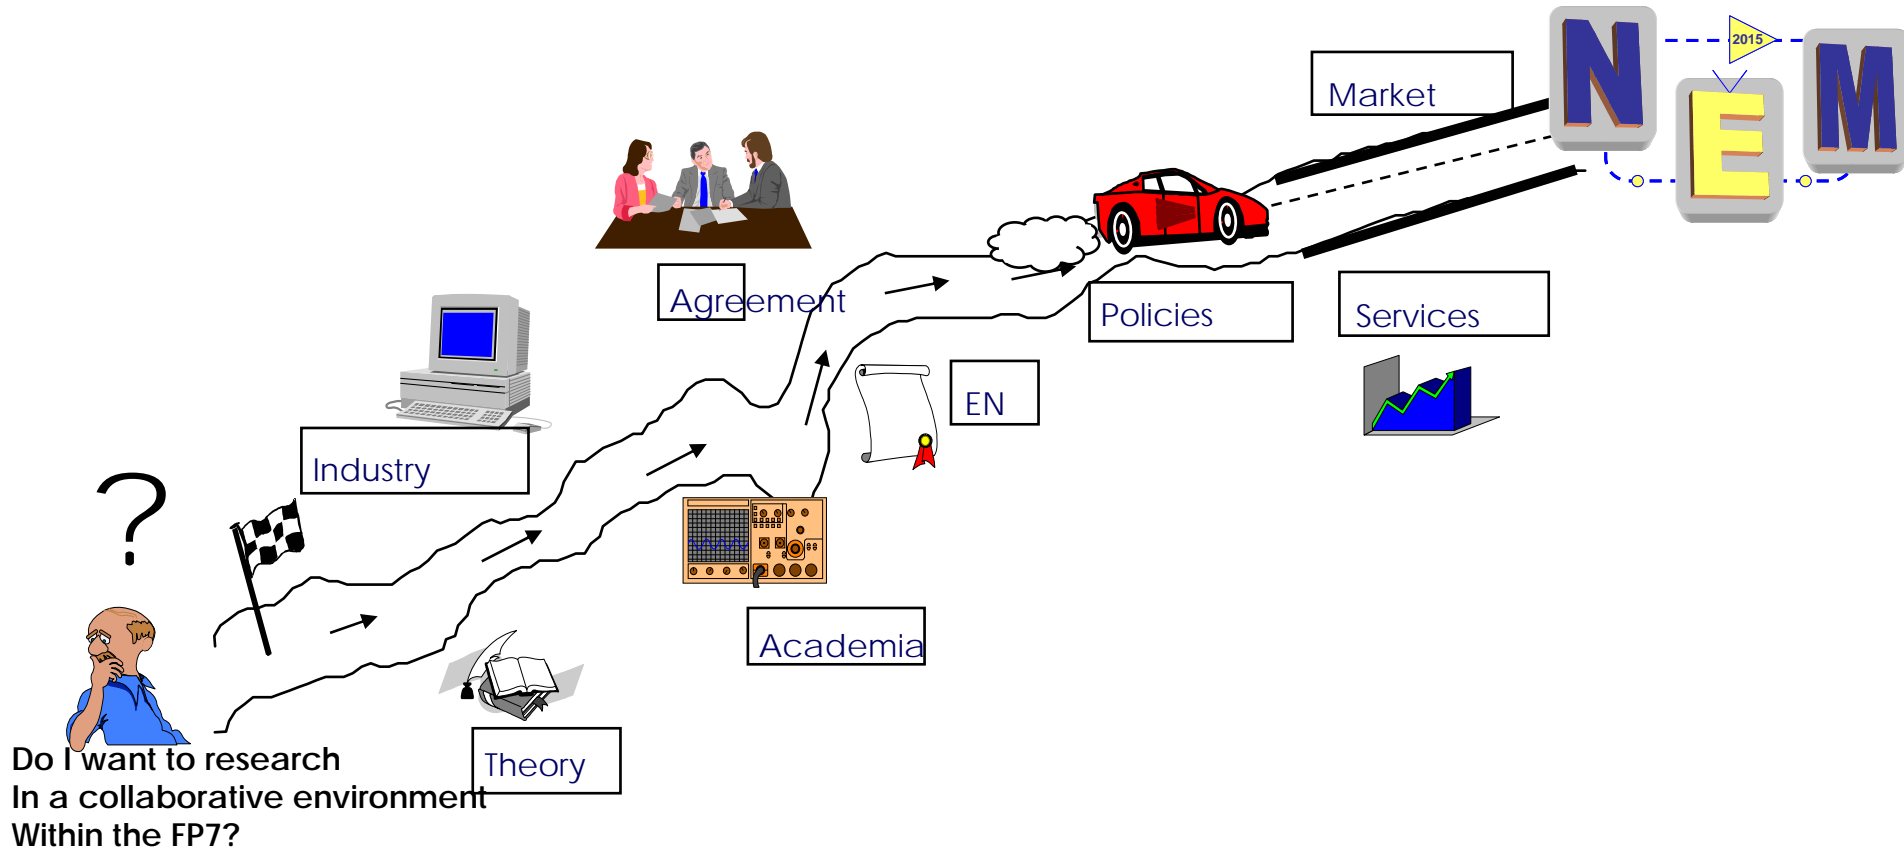 2015
N
E
M
Market
Agreement
Policies
Services
EN
Industry
?
Academia
Theory
Do I want to research
In a collaborative environment
Within the FP7?